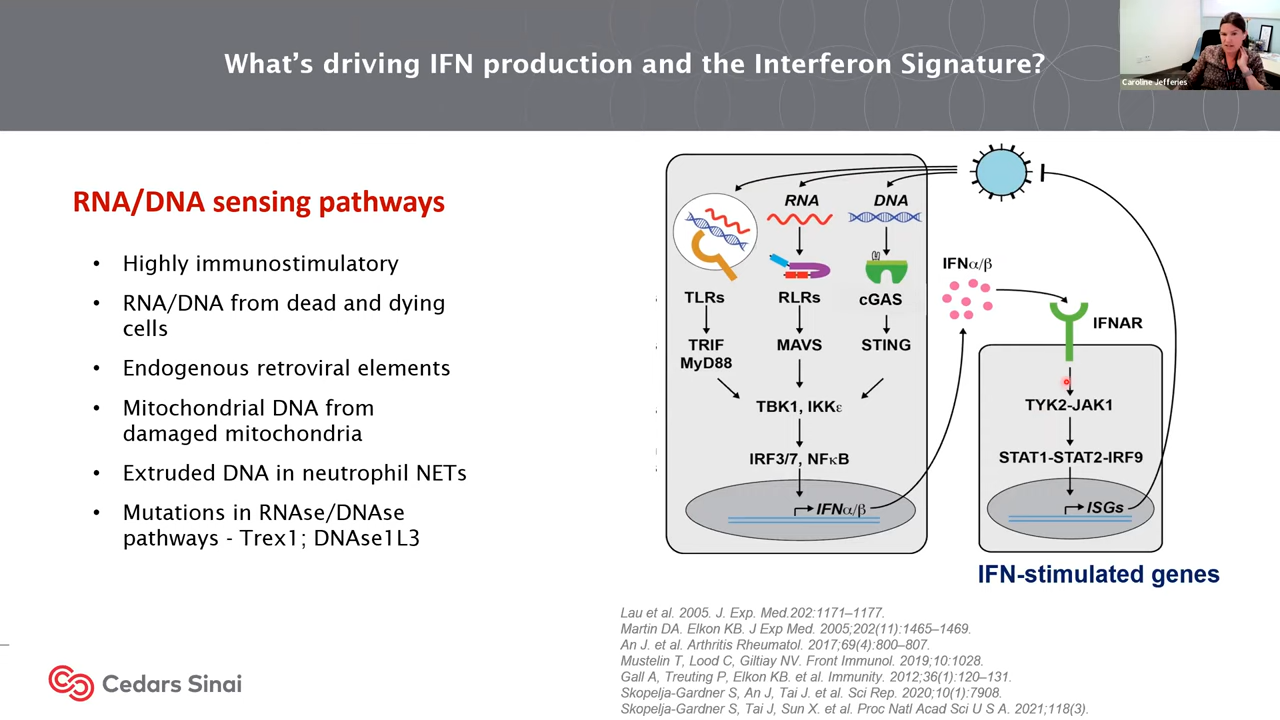 What's driving IFN production and the Interferon Signature?
Caroline Jefferies
RNA/DNA sensing pathways
• Highly immunostimulatory
• RNA/DNA from dead and dying
cells
• Endogenous retroviral elements
• Mitochondrial DNA from
damaged mitochondria
• Extruded DNA in neutrophil NETs
• Mutations in RNAse/DNAse
pathways - Trex1; DNAse1L3
RNA
DNA
TLRs
RLRs
cGAS
TRIF
MyD88
MAVS
STING
TBK1, IKKε
IRF3/7, NFκB
IFNα/β
IFNα/β
IFNAR
TYK2-JAK1
STAT1-STAT2-IRF9
ISGs
IFN-stimulated genes
Lau et al. 2005. J. Exp. Med.202:1171–1177.
Martin DA. Elkon KB. J Exp Med. 2005;202(11):1465–1469.
An J. et al. Arthritis Rheumatol. 2017;69(4):800–807.
Mustelin T, Lood C, Giltiay NV. Front Immunol. 2019;10:1028.
Gall A, Treuting P, Elkon KB. et al. Immunity. 2012;36(1):120–131.
Skopelja-Gardner S, An J, Tai J. et al. Sci Rep. 2020;10(1):7908.
Skopelja-Gardner S, Tai J, Sun X. et al. Proc Natl Acad Sci U S A. 2021;118(3).
Cedars Sinai